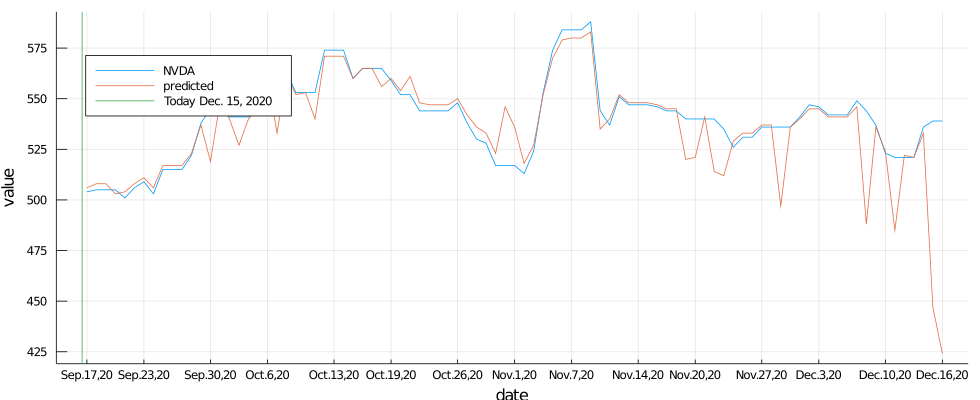 575
550
525
500
475
450
425
value
NVDA
predicted
Today Dec. 15, 2020
Sep.17,20 Sep.23,20 Sep.30,20 Oct.6,20 Oct.13,20 Oct.19,20 Oct.26,20 Nov.1,20 Nov.7,20 Nov.14,20 Nov.20,20 Nov.27,20 Dec.3,20 Dec.10,20 Dec.16,20
date